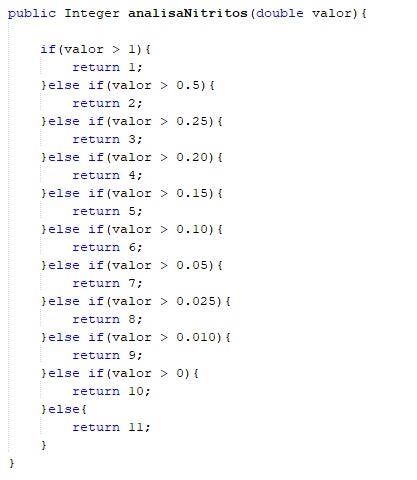 public Integer analisaNitritos(double valor){
if(valor > 1){
return 1;
}else if(valor > 0.5){
return 2;
}else if(valor > 0.25){
return 3;
}else if(valor > 0.20){
return 4;
}else if(valor > 0.15){
return 5;
}else if(valor > 0.10){
return 6;
}else if(valor > 0.05){
return 7;
}else if(valor > 0.025){
return 8;
}else if(valor > 0.010){
return 9;
}else if(valor > 0){
return 10;
}else{
return 11;
}
}